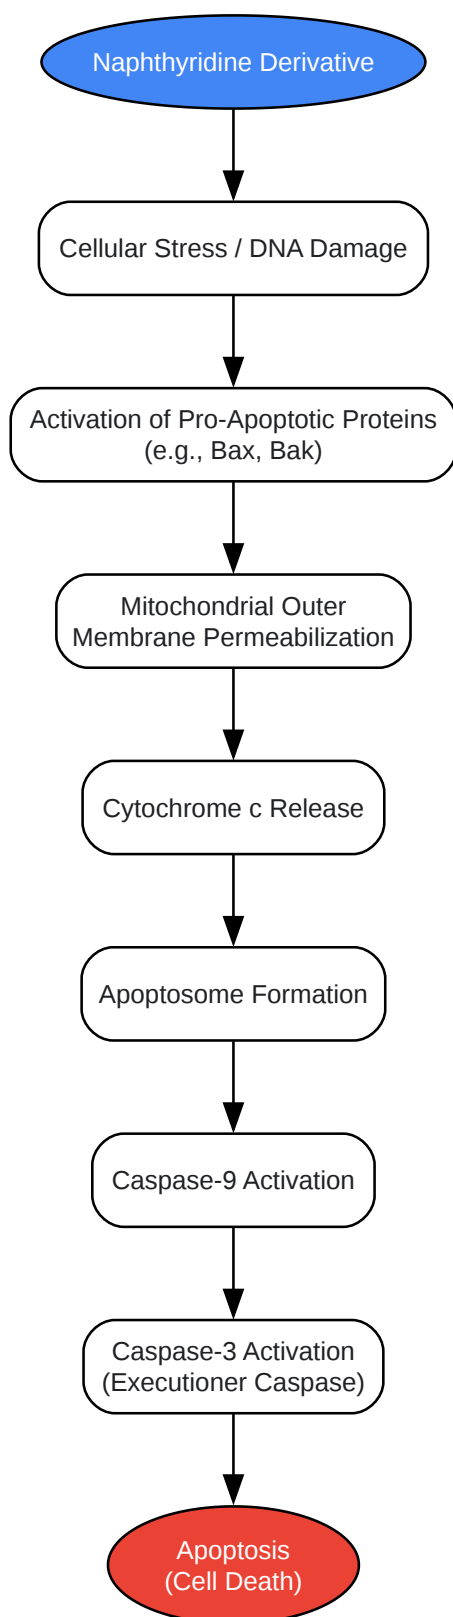 Naphthyridine Derivative
Cellular Stress / DNA Damage
Activation of Pro-Apoptotic Proteins
(e.g., Bax, Bak)
Mitochondrial Outer
Membrane Permeabilization
Cytochrome c Release
Apoptosome Formation
Caspase-9 Activation
Caspase-3 Activation
(Executioner Caspase)
Apoptosis
(Cell Death)